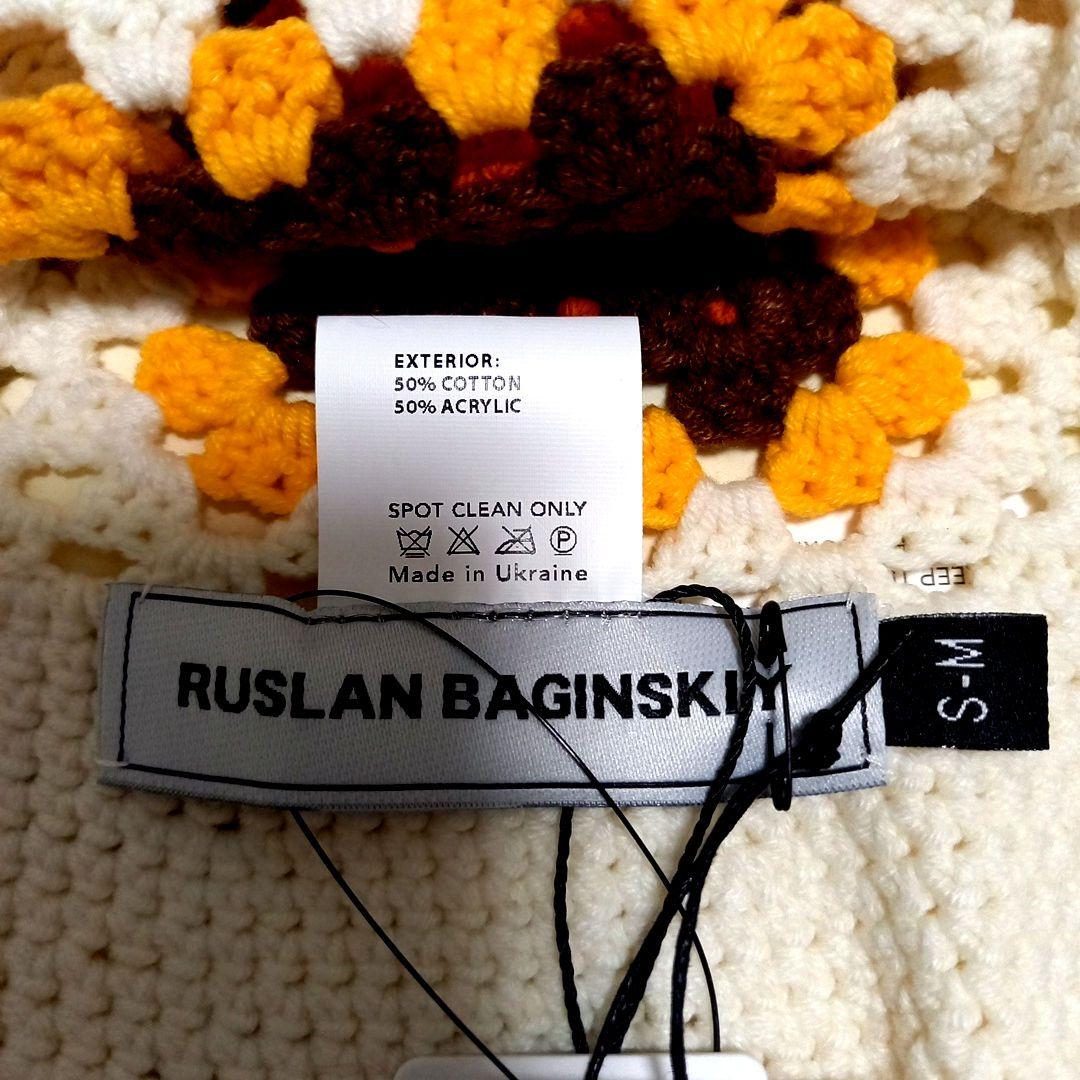 EXTERIOR:
50% COTTON
50% ACRYLIC
SPOT CLEAN ONLY
P
Made in Ukraine
RUSLAN BAGINSKIY
S-M